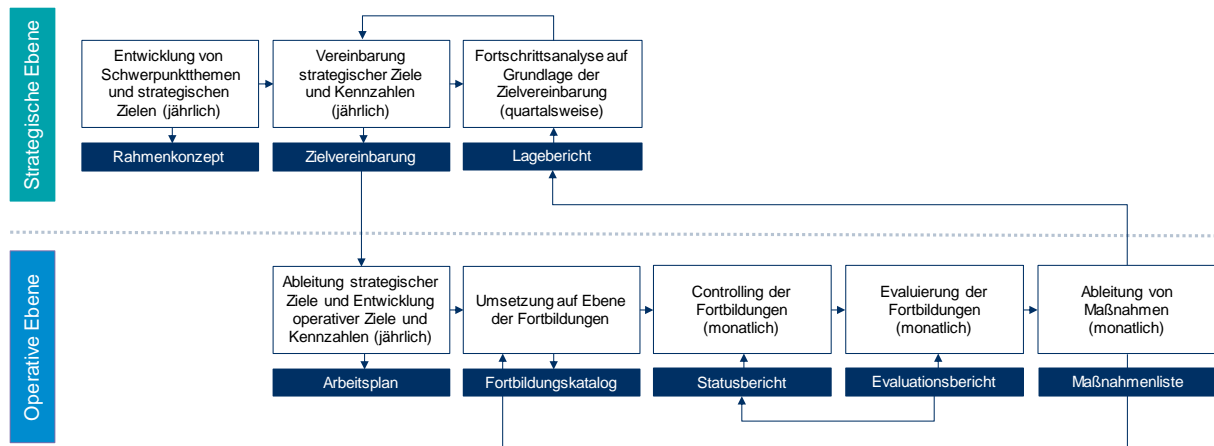 Strategische Ebene
Entwicklung von
Schwerpunktthemen
und strategischen
Zielen (jährlich)
Vereinbarung
strategischer Ziele
und Kennzahlen
(jährlich)
Fortschrittsanalyse auf
Grundlage der
Zielvereinbarung
(quartalsweise)
Rahmenkonzept
Zielvereinbarung
Lagebericht
Operative Ebene
Ableitung strategischer
Ziele und Entwicklung
operativer Ziele und
Kennzahlen (jährlich)
Umsetzung auf Ebene
der Fortbildungen
Controlling der
Fortbildungen
(monatlich)
Evaluierung der
Fortbildungen
(monatlich)
Ableitung von
Maßnahmen
(monatlich)
Arbeitsplan
Fortbildungskatalog
Statusbericht
Evaluationsbericht
Maßnahmenliste